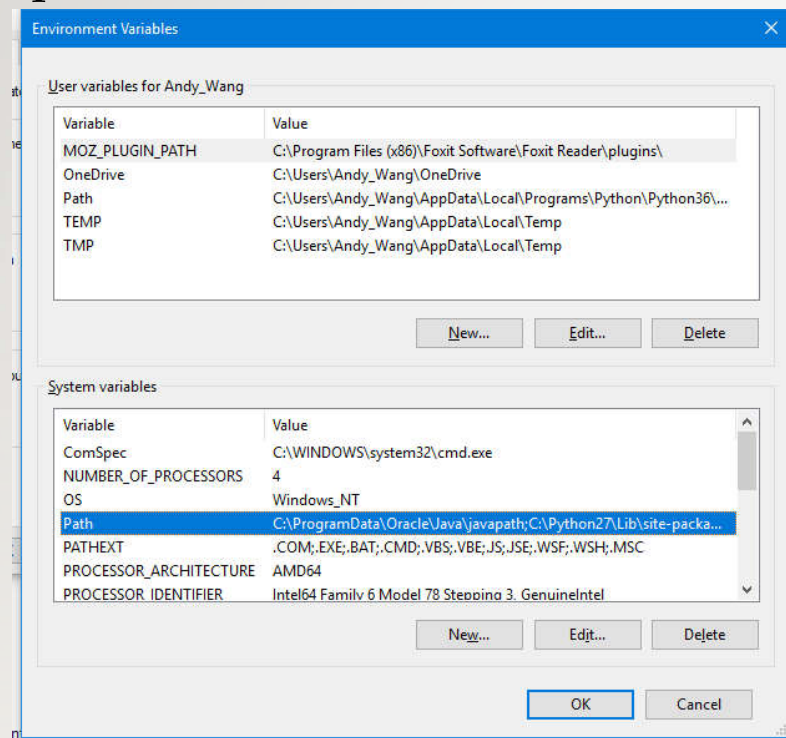 Environment Variables
User variables for Andy_Wang
Variable Value
MOZ_PLUGIN_PATH C:\Program Files (x86)\Foxit Software\Foxit Reader\plugins\
OneDrive C:\Users\Andy_Wang\OneDrive
Path C:\Users\Andy_Wang\AppData\Local\Programs\Python\Python36\...
TEMP C:\Users\Andy_Wang\AppData\Local\Temp
TMP C:\Users\Andy_Wang\AppData\Local\Temp
New... Edit... Delete
System variables
Variable Value
ComSpec C:\WINDOWS\system32\cmd.exe
NUMBER_OF_PROCESSORS 4
OS Windows_NT
Path C:\ProgramData\Oracle\Java\javapath;C:\Python27\Lib\site-packa...
PATHEXT .COM;.EXE;.BAT;.CMD;.VBS;.VBE;.JS;.JSE;.WSF;.WSH;.MSC
PROCESSOR_ARCHITECTURE AMD64
PROCESSOR_IDENTIFIER Intel64 Family 6 Model 78 Stepping 3, GenuineIntel
New... Edit... Delete
OK Cancel